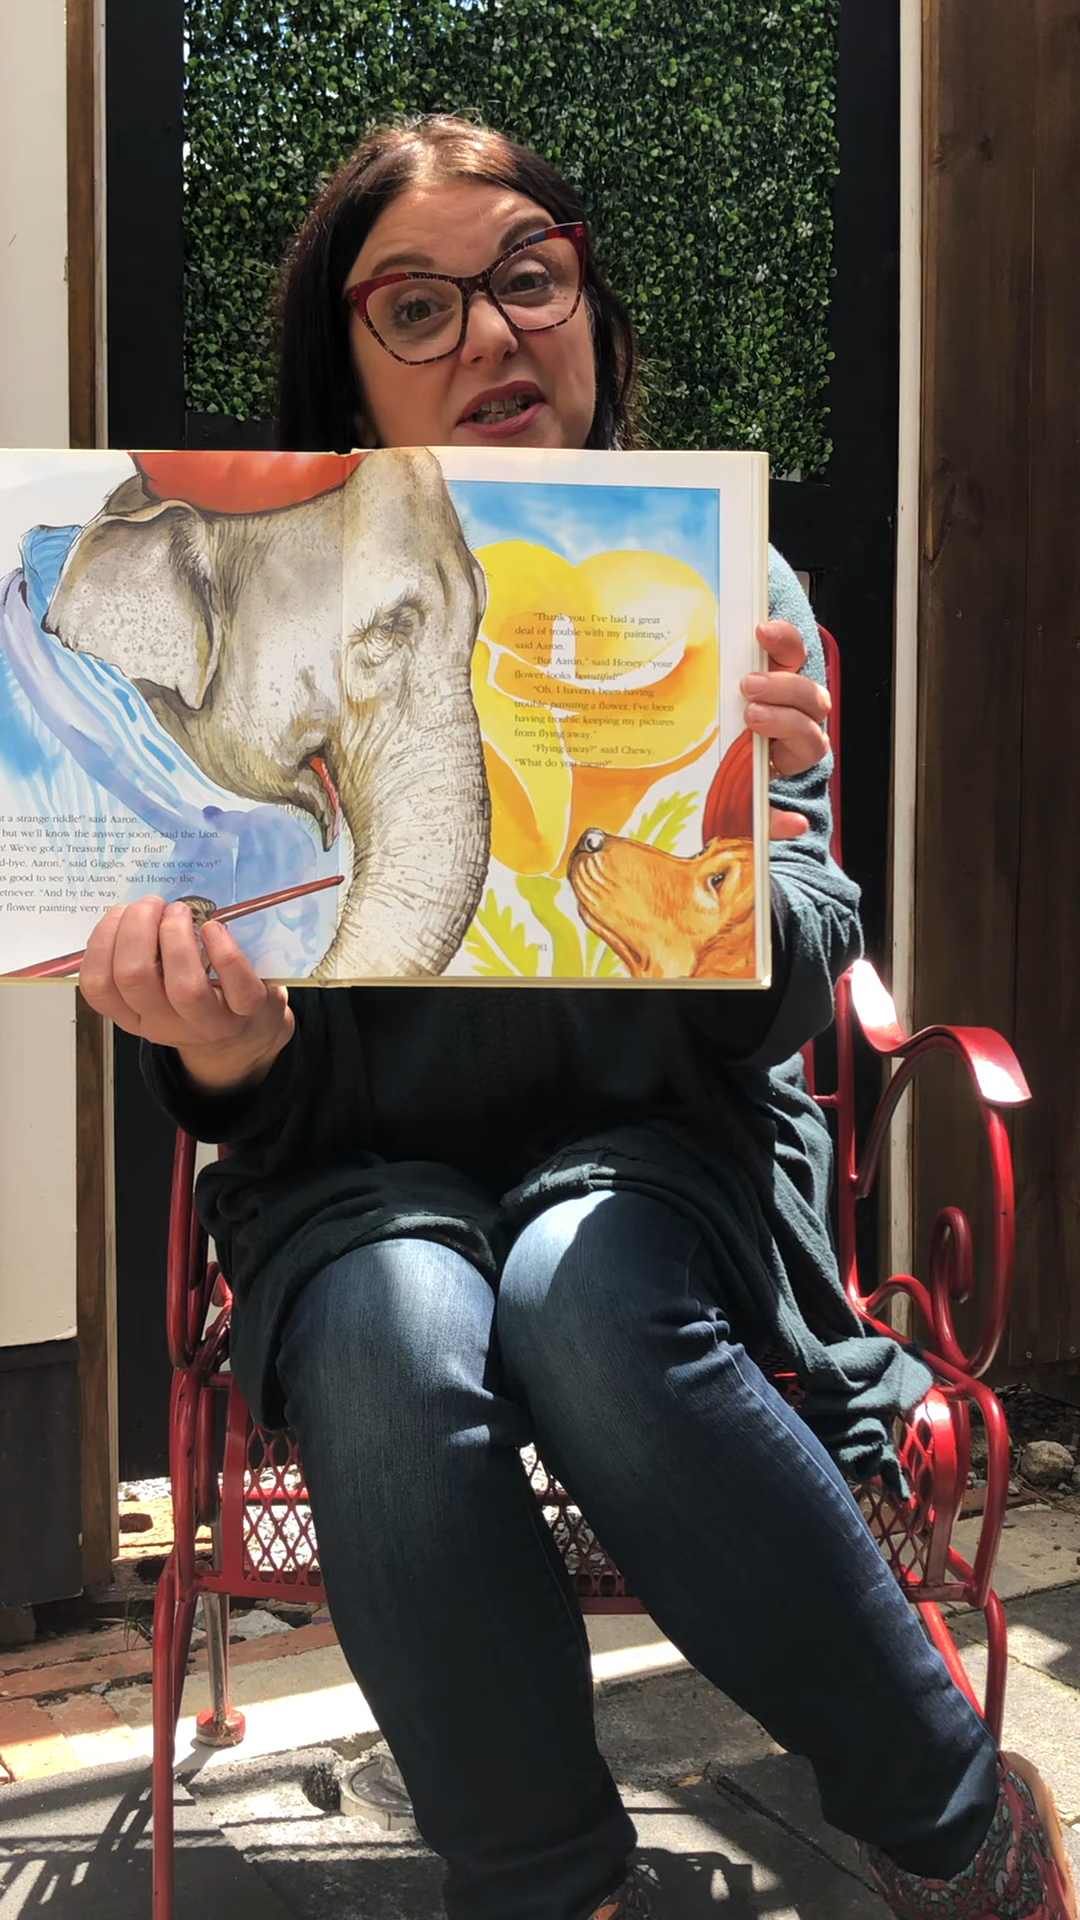 t a strange riddle!" said Aaron.
but we'll know the answer soon," said the Lion.
! We've got a Treasure Tree to find!"
d-bye, Aaron," said Giggles. "We're on our way!"
s good to see you Aaron," said Honey the
etriever. "And by the way,
r flower painting very m
"Thank you. I've had a great
deal of trouble with my paintings,"
said Aaron.
"But Aaron," said Honey, "your
flower looks beautiful!"
"Oh, I haven't been having
trouble painting a flower. I've been
having trouble keeping my pictures
from flying away."
"Flying away?" said Chewy.
"What do you mean?"
81